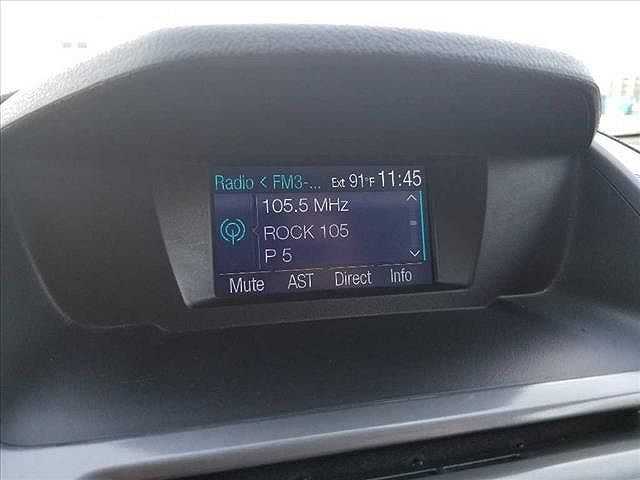 Radio < FM3-... Ext 91°F 11:45
105.5 MHz
ROCK 105
P 5
Mute AST Direct Info